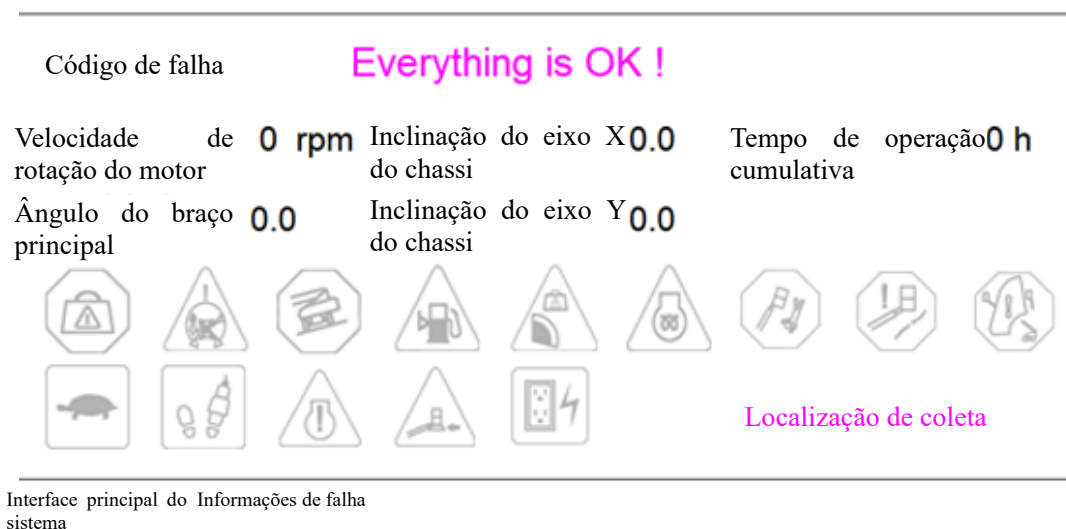 Código de falha Everything is OK !
Velocidade de 0 rpm Inclinação do eixo X 0.0 Tempo de operação 0 h
rotação do motor do chassi cumulativa
Ângulo do braço 0.0 Inclinação do eixo Y 0.0
principal do chassi
Localização de coleta
Interface principal do Informações de falha
sistema